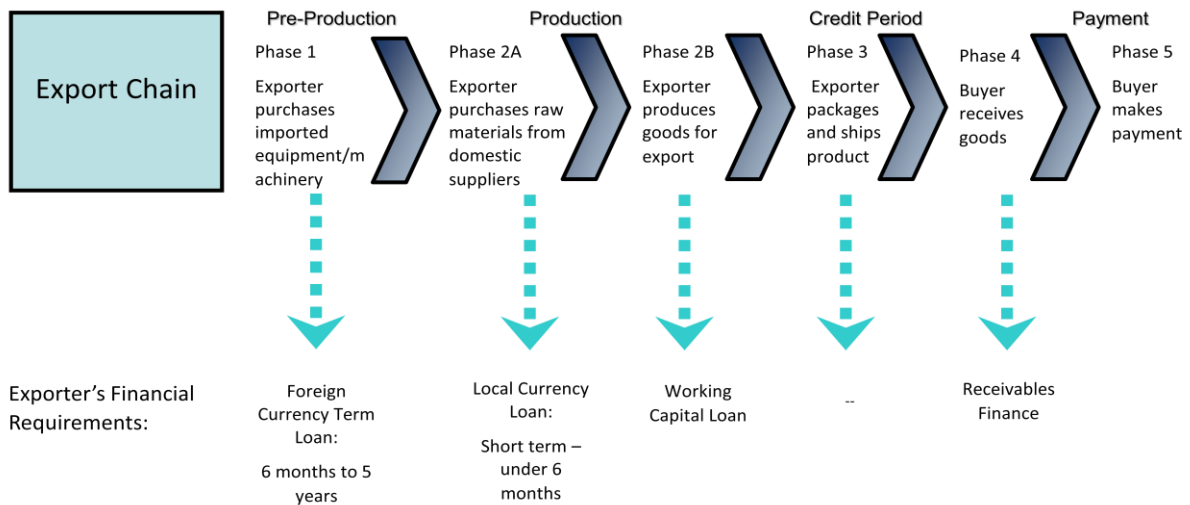 Export Chain
Pre-Production
Production
Credit Period
Payment
Phase 1
Exporter
purchases
imported
equipment/m
achinery
Phase 2A
Exporter
purchases raw
materials from
domestic
suppliers
Phase 2B
Exporter
produces
goods for
export
Phase 3
Exporter
packages
and ships
product
Phase 4
Buyer
receives
goods
Phase 5
Buyer
makes
payment
Exporter's Financial
Requirements:
Foreign
Currency Term
Loan:
6 months to 5
years
Local Currency
Loan:
Short term –
under 6
months
Working
Capital Loan
--
Receivables
Finance